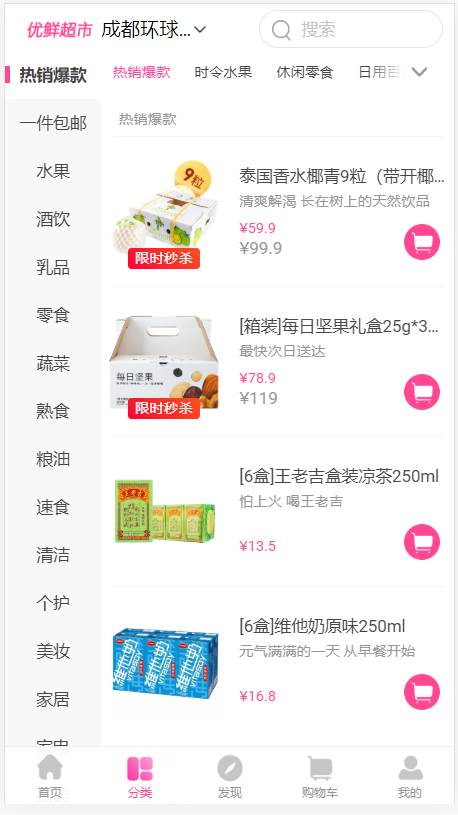 优鲜超市 成都环球... 搜索
热销爆款 时令水果 休闲零食 日用百
热销爆款
一件包邮
水果
酒饮
乳品
零食
蔬菜
熟食
粮油
速食
清洁
个护
美妆
家居
家电
热销爆款
9粒
限时秒杀
泰国香水椰青9粒（带开椰...
清爽解渴 长在树上的天然饮品
¥59.9
¥99.9
每日坚果
限时秒杀
[箱装]每日坚果礼盒25g*3...
最快次日送达
¥78.9
¥119
王老吉
[6盒]王老吉盒装凉茶250ml
怕上火 喝王老吉
¥13.5
维他奶
VITASOY
[6盒]维他奶原味250ml
元气满满的一天 从早餐开始
¥16.8
首页 分类 发现 购物车 我的